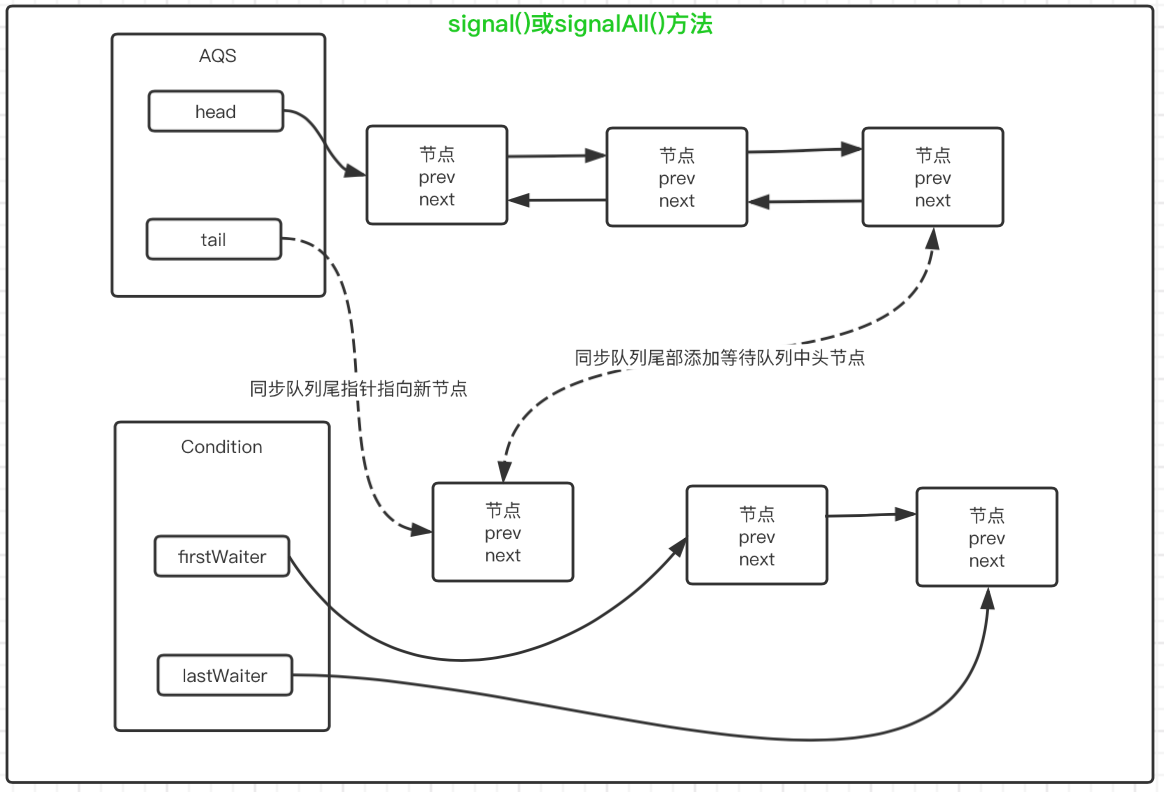 signal()或signalAll()方法
AQS
head
tail
节点
prev
next
节点
prev
next
节点
prev
next
同步队列尾部添加等待队列中头节点
同步队列尾指针指向新节点
Condition
firstWaiter
lastWaiter
节点
prev
next
节点
prev
next
节点
prev
next